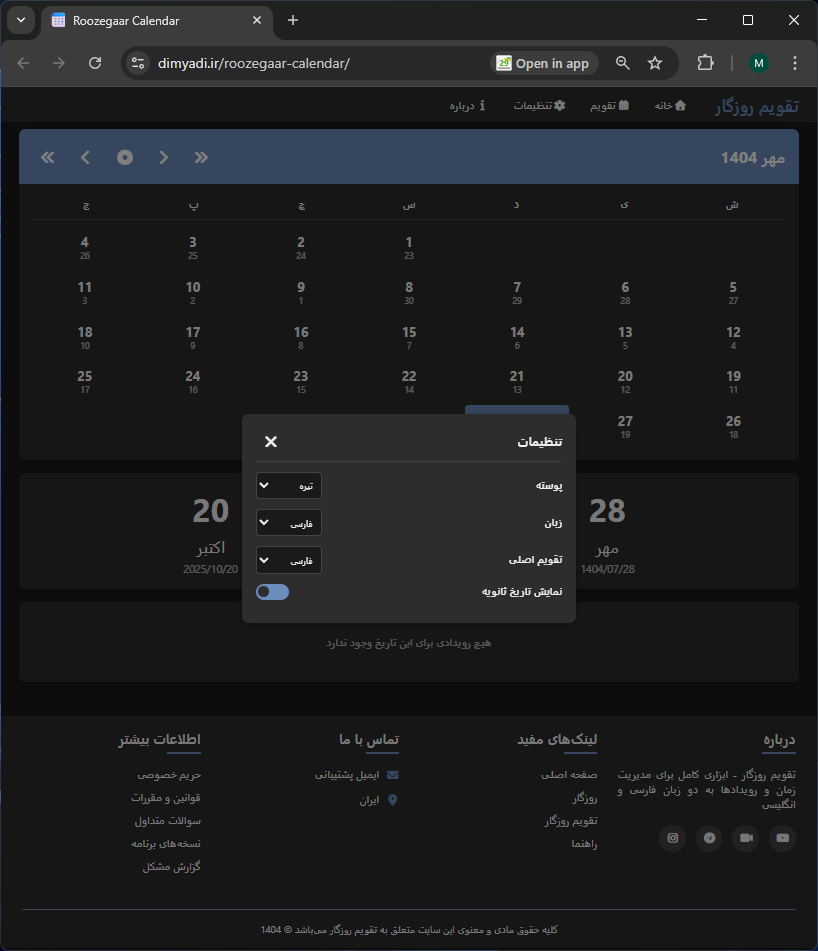 Roozegaar Calendar
dimyadi.ir/roozegaar-calendar/
Open in app
M
تقویم روزگار
خانه
تقویم
تنظیمات
درباره
مهر 1404
ش ی د س چ پ ج
1 2 3 4
23 24 25 26
5 6 7 8 9 10 11
27 28 29 30 1 2 3
12 13 14 15 16 17 18
4 5 6 7 8 9 10
19 20 21 22 23 24 25
11 12 13 14 15 16 17
26 27
18 19
تنظیمات
پوسته
تیره
زبان
فارسی
تقویم اصلی
فارسی
نمایش تاریخ ثانویه
28
مهر
1404/07/28
20
اکتبر
2025/10/20
هیچ رویدادی برای این تاریخ وجود ندارد
درباره
تقویم روزگار - ابزاری کامل برای مدیریت
زمان و رویدادها به دو زبان فارسی و
انگلیسی
لینک‌های مفید
صفحه اصلی
روزگار
تقویم روزگار
راهنما
تماس با ما
ایمیل پشتیبانی
ایران
اطلاعات بیشتر
حریم خصوصی
قوانین و مقررات
سوالات متداول
نسخه‌های برنامه
گزارش مشکل
کلیه حقوق مادی و معنوی این سایت متعلق به تقویم روزگار می‌باشد © 1404